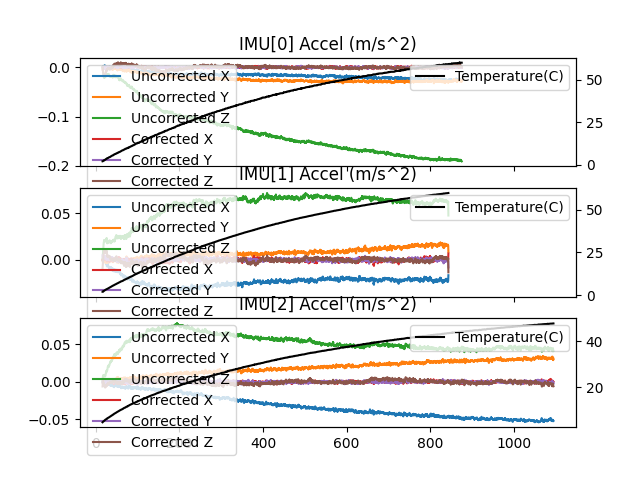 IMU[0] Accel (m/s^2)
0.0
−0.1
−0.2
Uncorrected X
Uncorrected Y
Uncorrected Z
Corrected X
Corrected Y
Corrected Z
Temperature(C)
50
25
0
IMU[1] Accel (m/s^2)
0.05
0.00
Uncorrected X
Uncorrected Y
Uncorrected Z
Corrected X
Corrected Y
Corrected Z
Temperature(C)
50
25
0
IMU[2] Accel (m/s^2)
0.05
0.00
−0.05
Uncorrected X
Uncorrected Y
Uncorrected Z
Corrected X
Corrected Y
Corrected Z
Temperature(C)
40
20
0 400 600 800 1000